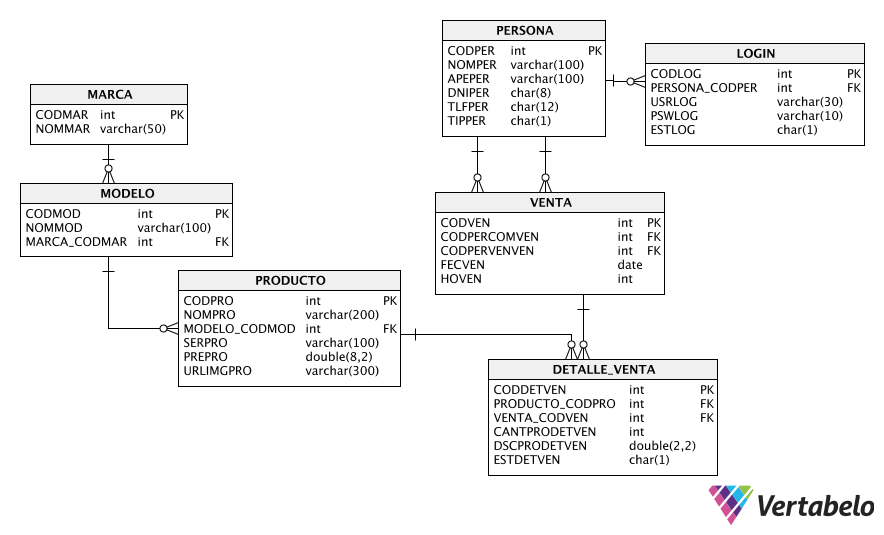 PERSONA
CODPER int PK
NOMPER varchar(100)
APEPER varchar(100)
DNIPER char(8)
TLFPER char(12)
TIPPER char(1)
LOGIN
CODLOG int PK
PERSONA_CODPER int FK
USRLOG varchar(30)
PSWLOG varchar(10)
ESTLOG char(1)
MARCA
CODMAR int PK
NOMMAR varchar(50)
MODELO
CODMOD int PK
NOMMOD varchar(100)
MARCA_CODMAR int FK
VENTA
CODVEN int PK
CODPERCOMVEN int FK
CODPERVENVEN int FK
FECVEN date
HOVEN int
PRODUCTO
CODPRO int PK
NOMPRO varchar(200)
MODELO_CODMOD int FK
SERPRO varchar(100)
PREPRO double(8,2)
URLIMGPRO varchar(300)
DETALLE_VENTA
CODDETVEN int PK
PRODUCTO_CODPRO int FK
VENTA_CODVEN int FK
CANTPRODETVEN int
DSCPRODETVEN double(2,2)
ESTDETVEN char(1)
Vertabelo